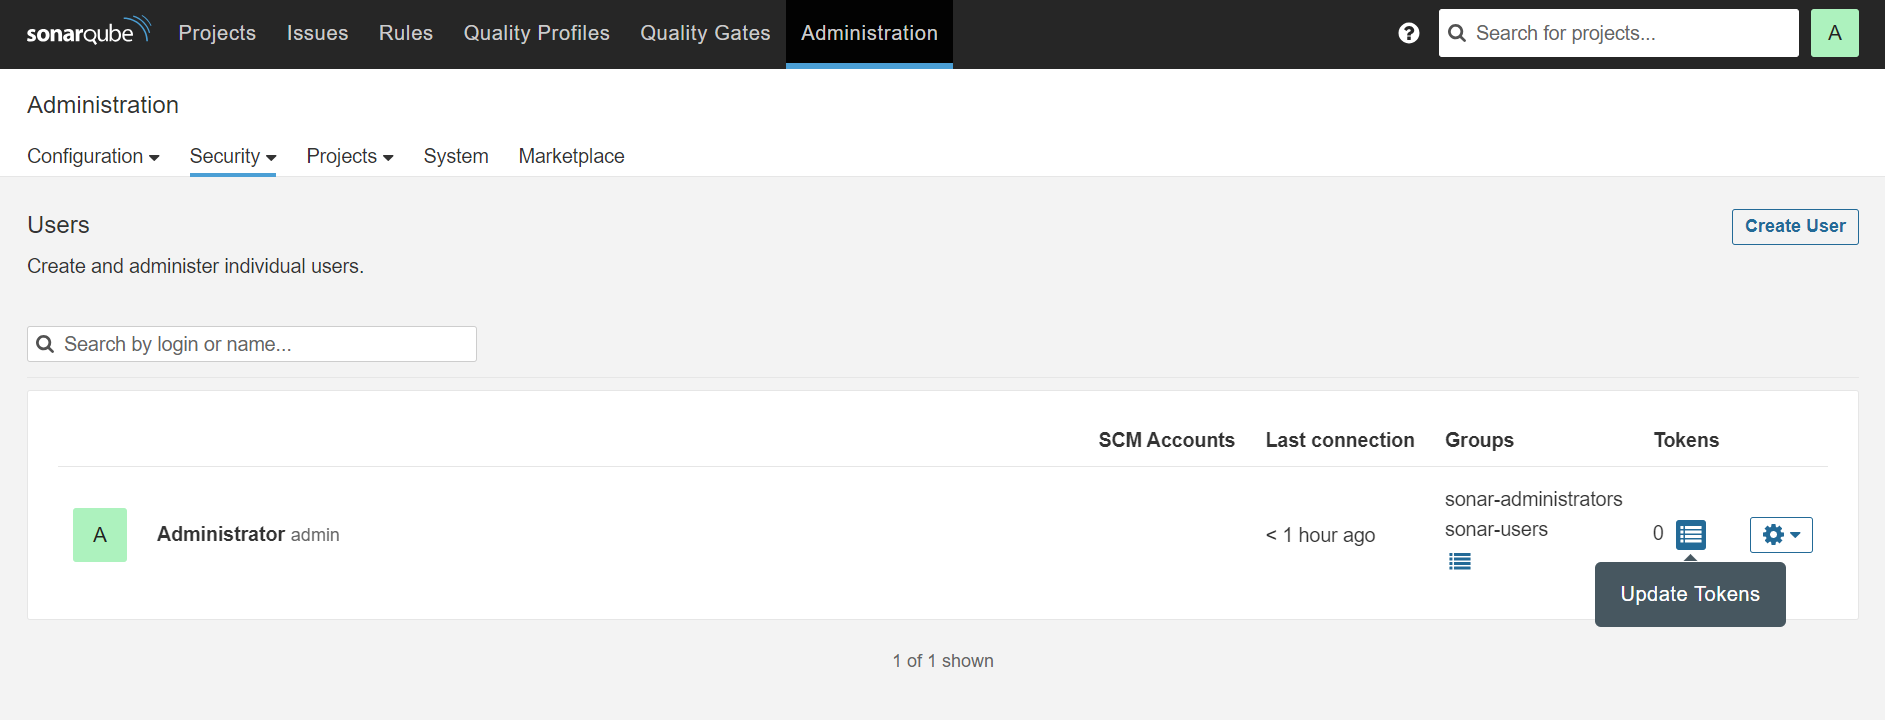 sonarqube Projects Issues Rules Quality Profiles Quality Gates Administration ? Search for projects... A
Administration
Configuration Security Projects System Marketplace
Users
Create User
Create and administer individual users.
Search by login or name...
SCM Accounts Last connection Groups Tokens
A Administrator admin < 1 hour ago sonar-administrators 0
sonar-users
Update Tokens
1 of 1 shown